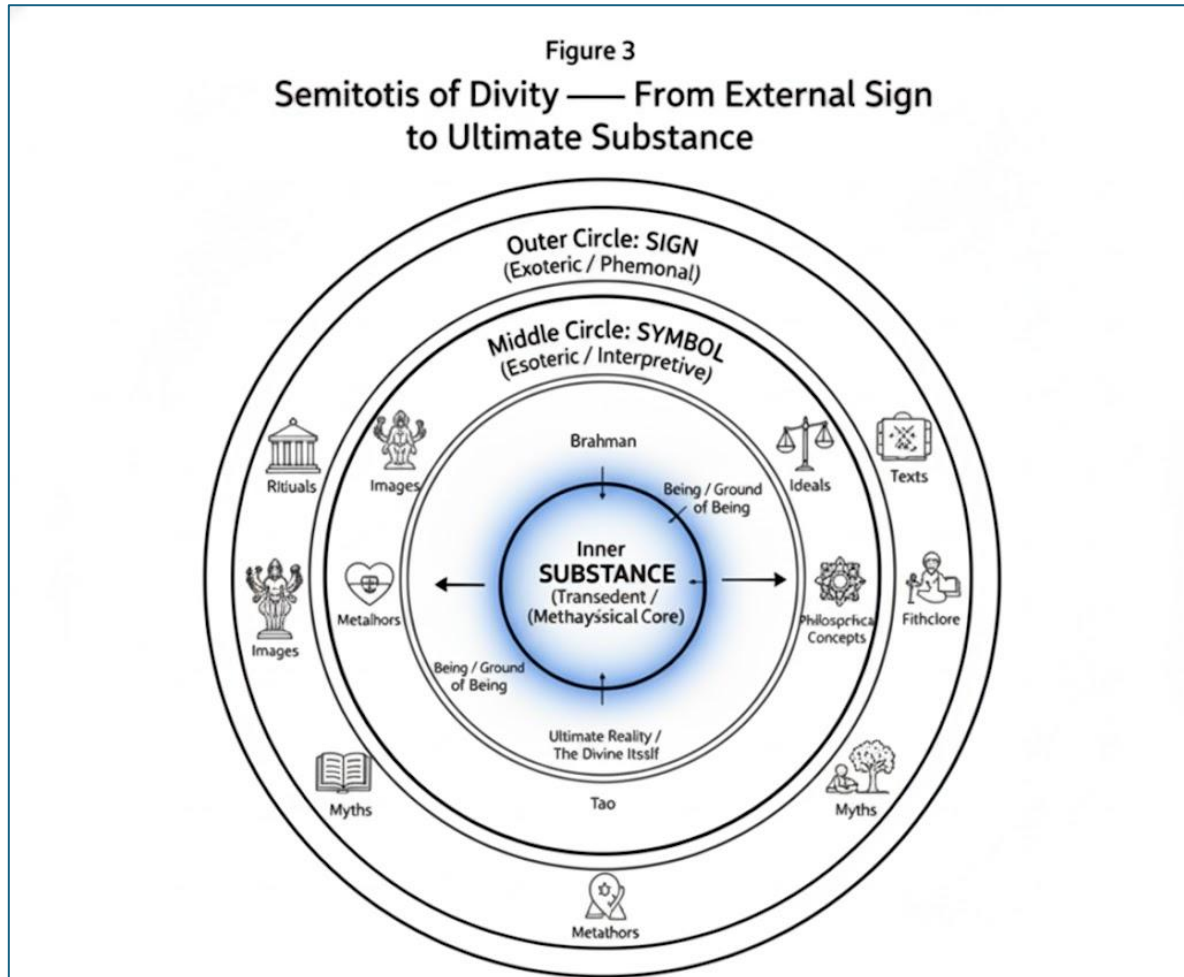 Figure 3
Semitotis of Divity —— From External Sign
to Ultimate Substance
Outer Circle: SIGN
(Exoteric / Phemonal)
Middle Circle: SYMBOL
(Esoteric / Interpretive)
Brahman
Rituals
Images
Being / Ground
of Being
Ideals
Texts
Inner
SUBSTANCE
(Transedent /
(Methaysical Core)
Images
Metalhors
Philosprhica
Concepts
Fithclore
Being / Ground
of Being
Ultimate Reality /
The Divine Itsslf
Myths
Tao
Myths
Metathors